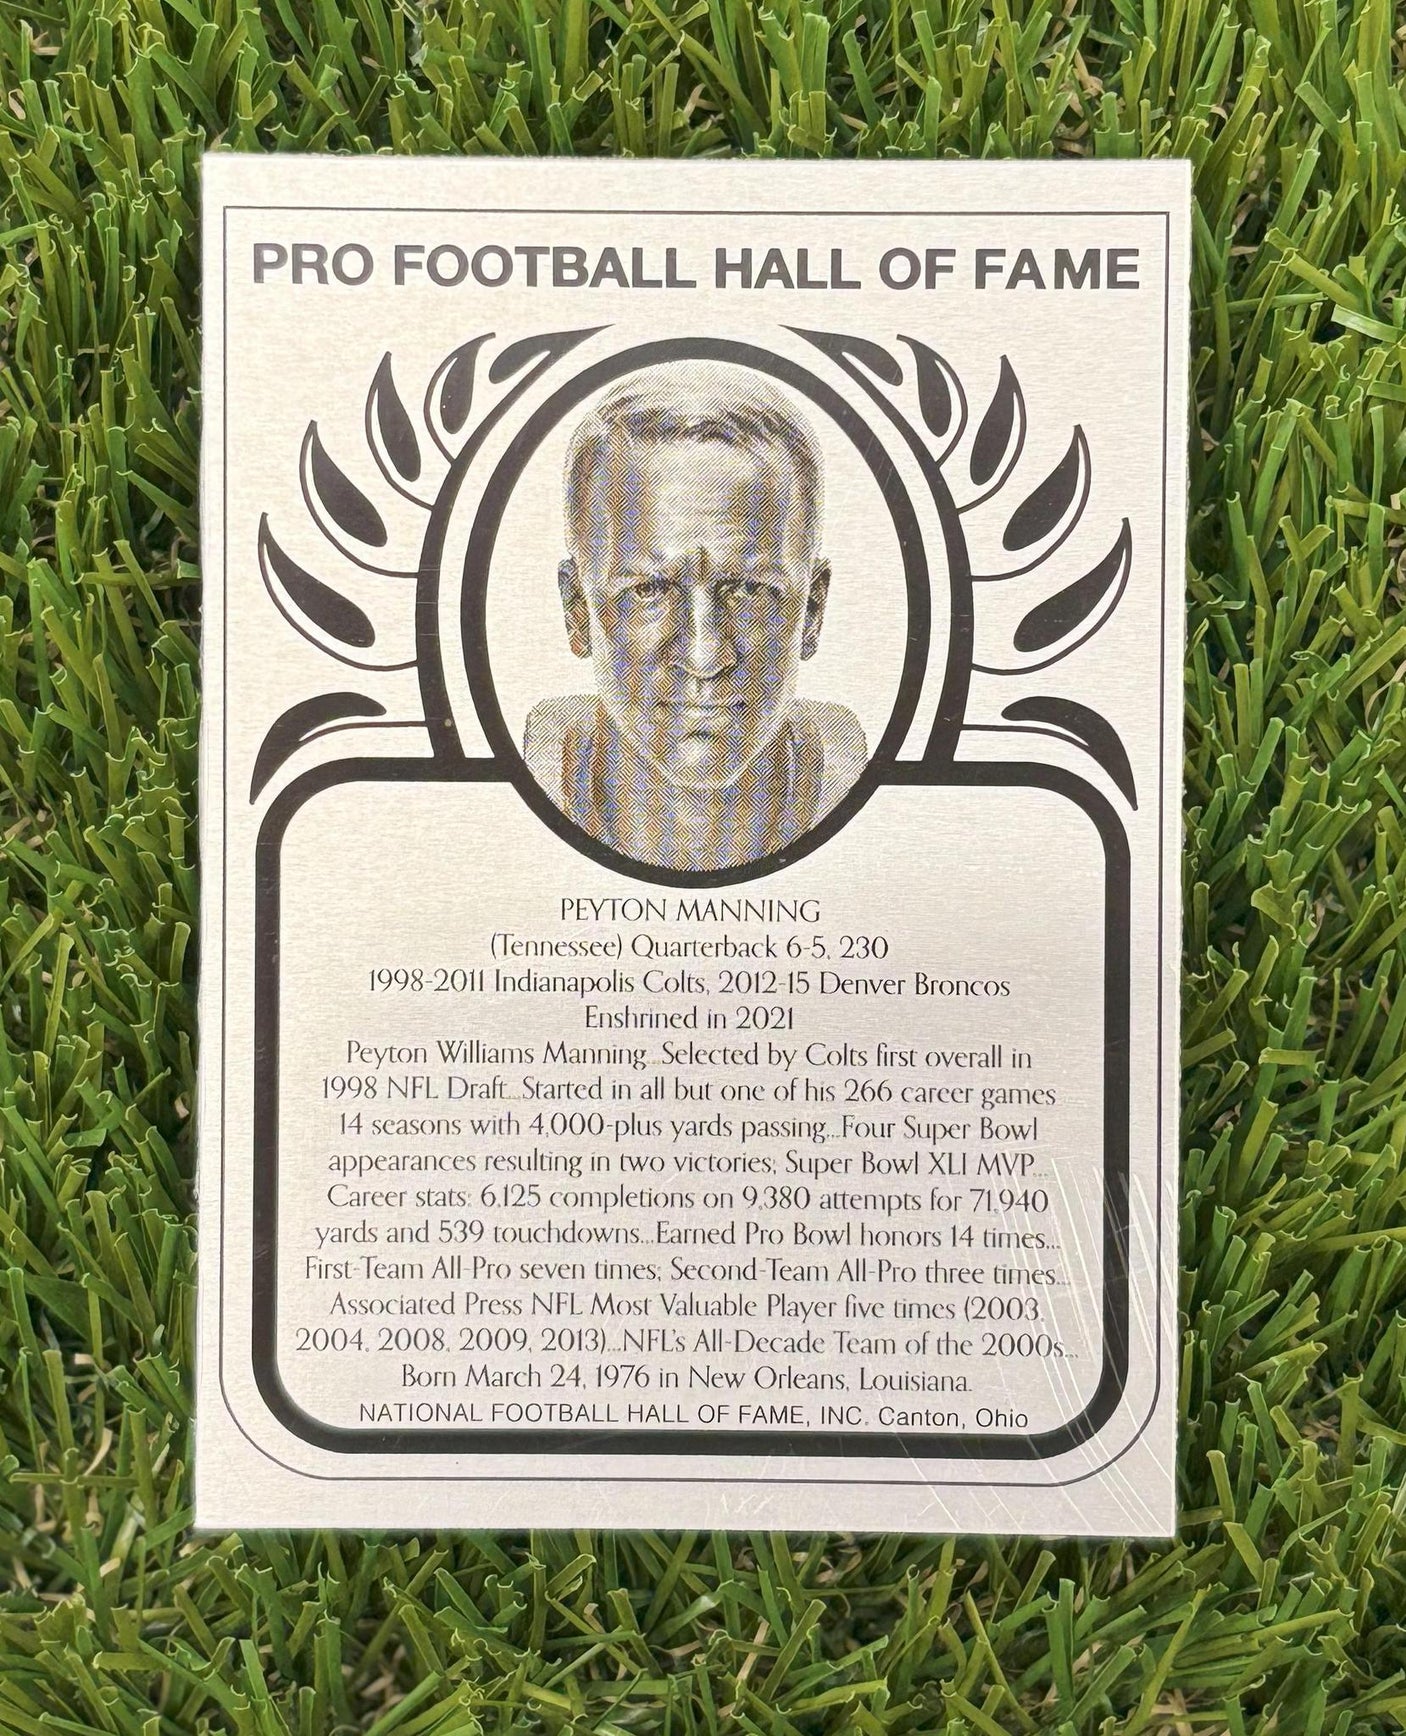 PRO FOOTBALL HALL OF FAME
PEYTON MANNING
(Tennessee) Quarterback 6-5, 230
1998-2011 Indianapolis Colts, 2012-15 Denver Broncos
Enshrined in 2021
Peyton Williams Manning...Selected by Colts first overall in
1998 NFL Draft...Started in all but one of his 266 career games
14 seasons with 4,000-plus yards passing...Four Super Bowl
appearances resulting in two victories; Super Bowl XLI MVP...
Career stats: 6,125 completions on 9,380 attempts for 71,940
yards and 539 touchdowns...Earned Pro Bowl honors 14 times...
First-Team All-Pro seven times; Second-Team All-Pro three times...
Associated Press NFL Most Valuable Player five times (2003,
2004, 2008, 2009, 2013)...NFL's All-Decade Team of the 2000s...
Born March 24, 1976 in New Orleans, Louisiana.
NATIONAL FOOTBALL HALL OF FAME, INC. Canton, Ohio